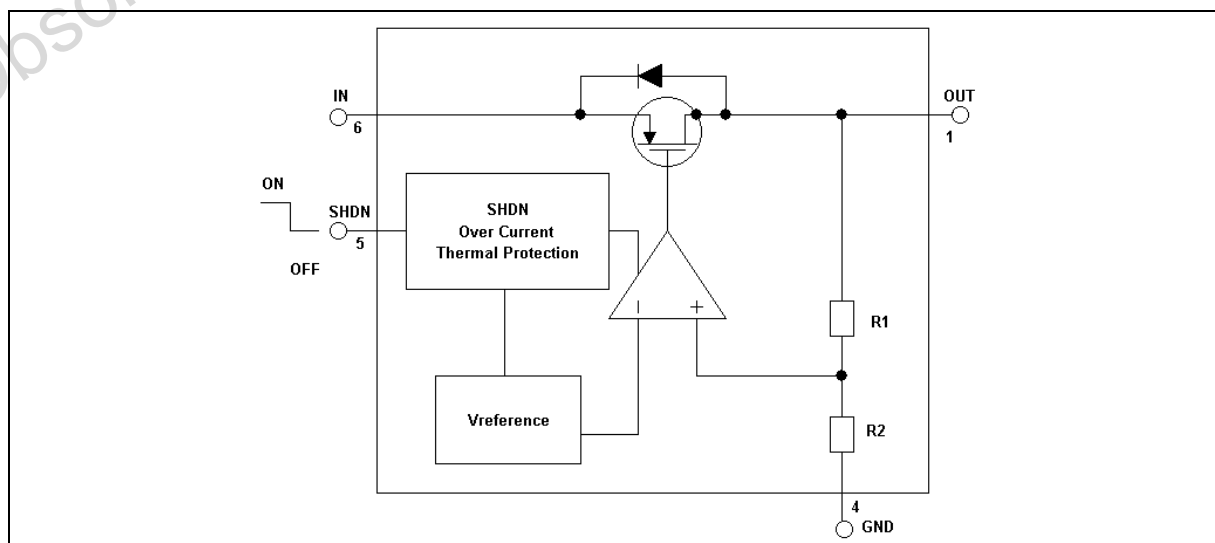 IN
6
OUT
1
ON
SHDN
5
OFF
SHDN
Over Current
Thermal Protection
R1
Vreference
R2
4
GND